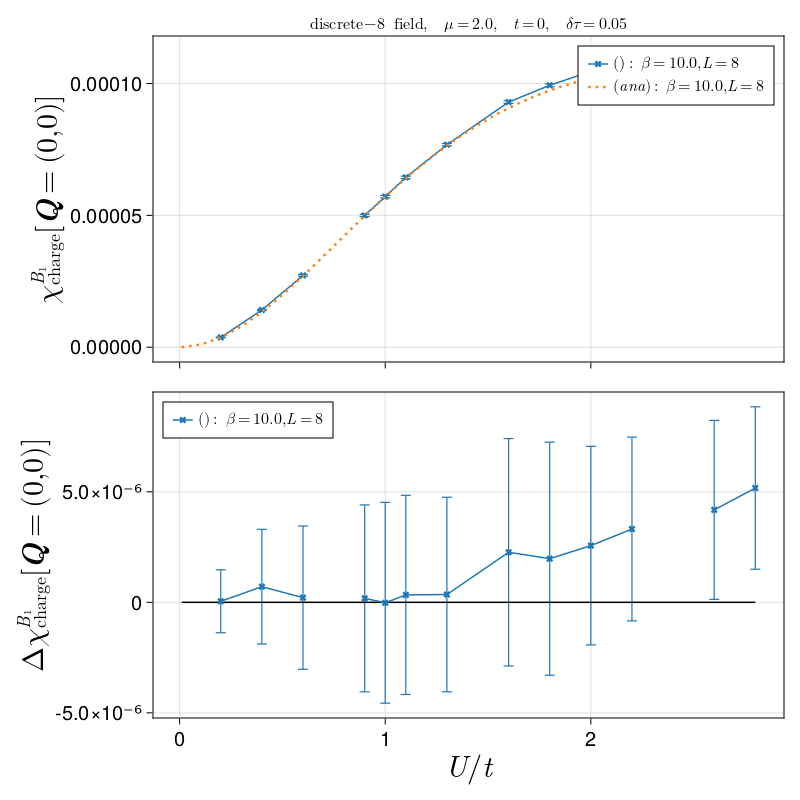 discrete−8 field, μ = 2.0, t = 0, δτ = 0.05
χ^{B₁}_{charge}[Q = (0,0)]
0.00010
0.00005
0.00000
() : β = 10.0,L = 8
(ana) : β = 10.0,L = 8
Δχ^{B₁}_{charge}[Q = (0,0)]
() : β = 10.0,L = 8
5.0×10⁻⁶
0
-5.0×10⁻⁶
0 1 2
U/t